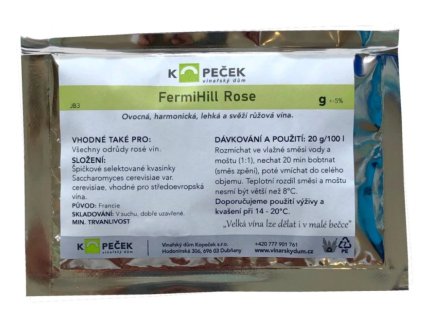 K PEČEK
vinařský dům
JB3
FermiHill Rose
g +-5%
Ovocná, harmonická, lehká a svěží růžová vína.
VHODNÉ TAKÉ PRO:
Všechny odrůdy rosé vín.
SLOŽENÍ:
Špičkové selektované kvasinky
Saccharomyces cerevisiae var.
cerevisiae, vhodné pro středoevropská
vína.
PŮVOD: Francie.
SKLADOVÁNÍ: V suchu, dobře uzavřené.
MIN. TRVANLIVOST
DÁVKOVÁNÍ A POUŽITÍ: 20 g/100 l
Rozmíchat ve vlažné směsi vody a
moštu (1:1), nechat 20 min bobtnat
(směs zpění), poté vmíchat do celého
objemu. Teplotní rozdíl směsi a moštu
nesmí být větší než 8°C.
Doporučujeme použití výživy a
kvašení při 14 - 20°C.
„Velká vína lze dělat i v malé bečce"
K PEČEK
vinařský dům
Vinařský dům Kopeček s.r.o.
Hodonínská 306, 696 03 Dubňany
+420 777 901 761
www.vinarskydum.cz
PE